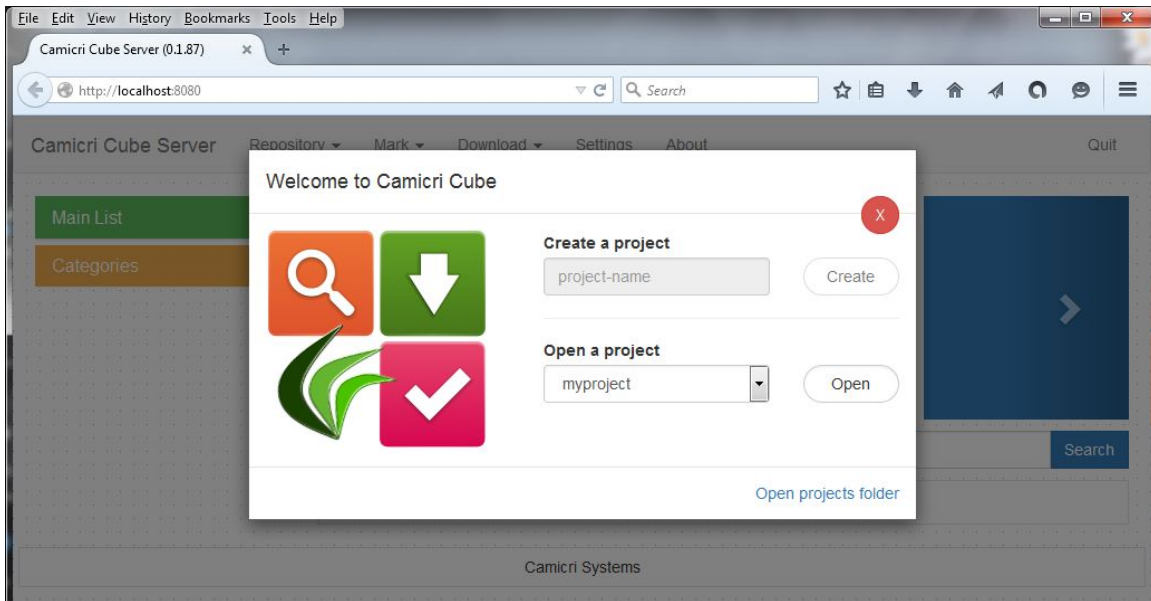 File Edit View History Bookmarks Tools Help
Camicri Cube Server (0.1.87)
http://localhost:8080
Search
Camicri Cube Server Repository Mark Download Settings About Quit
Welcome to Camicri Cube
X
Main List
Categories
Create a project
project-name Create
Open a project
myproject Open
Search
Open projects folder
Camicri Systems